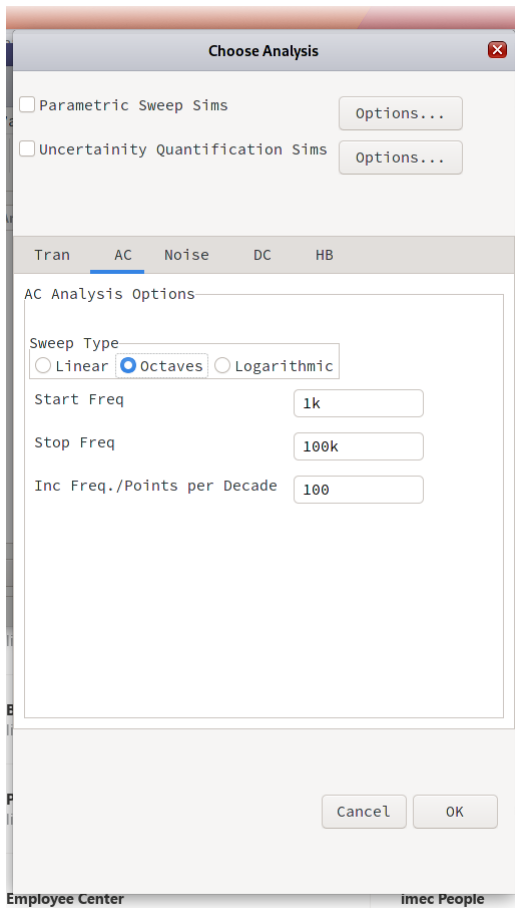 Choose Analysis
Parametric Sweep Sims
Options...
Uncertainity Quantification Sims
Options...
Tran AC Noise DC HB
AC Analysis Options
Sweep Type
Linear Octaves Logarithmic
Start Freq 1k
Stop Freq 100k
Inc Freq./Points per Decade 100
Cancel OK
Employee Center imec People